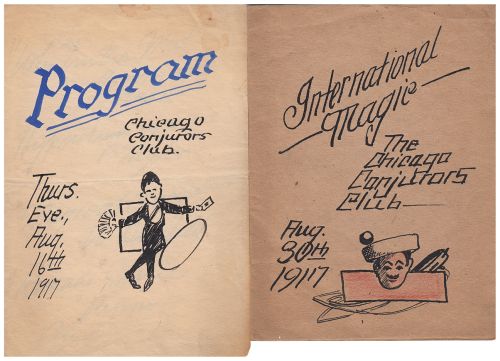 Program
Chicago
Conjurors
Club.
Thurs.
Eve.,
Aug,
16th
1917
International
Magic
The
Chicago
Conjurors
Club
Aug.
30th
1917